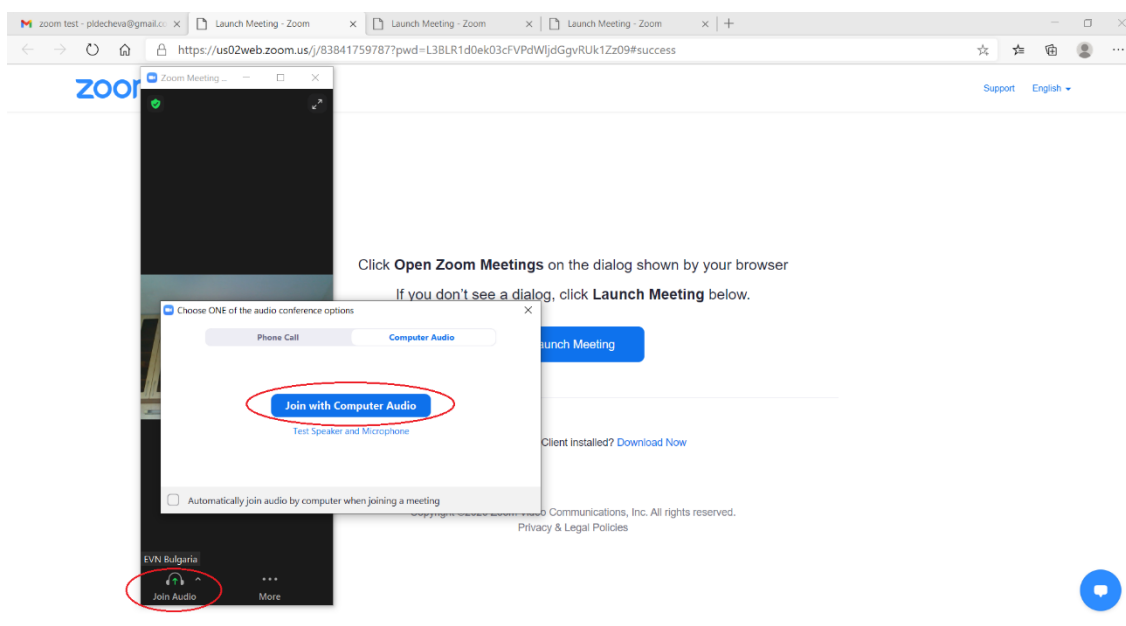 zoom test - pldecheva@gmail.co
Launch Meeting - Zoom
Launch Meeting - Zoom
Launch Meeting - Zoom
https://us02web.zoom.us/j/83841759787?pwd=L3BLR1d0ek03cFVPdWljdGgvRUk1Zz09#success
zoo
Support English
Zoom Meeting ...
Click Open Zoom Meetings on the dialog shown by your browser
If you don't see a dialog, click Launch Meeting below.
Launch Meeting
Choose ONE of the audio conference options
Phone Call Computer Audio
Join with Computer Audio
Test Speaker and Microphone
Automatically join audio by computer when joining a meeting
Client installed? Download Now
Communications, Inc. All rights reserved.
Privacy & Legal Policies
EVN Bulgaria
Join Audio More